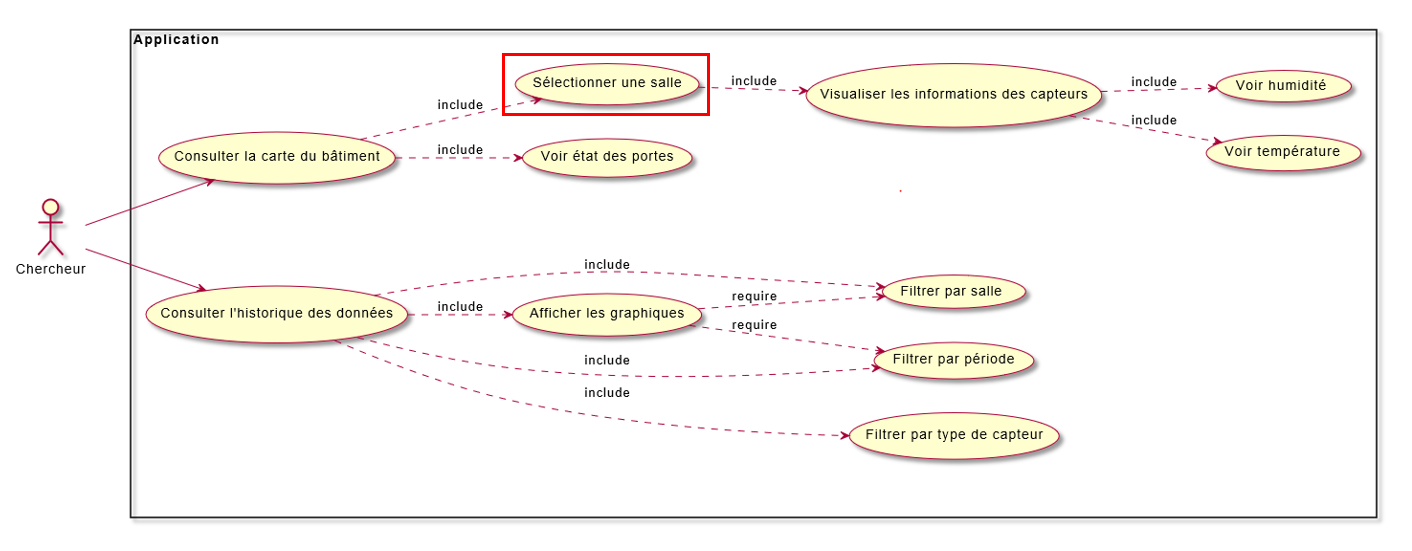 Application
Sélectionner une salle
include
Visualiser les informations des capteurs
include
Voir humidité
include
Consulter la carte du bâtiment
include
Voir état des portes
include
Voir température
Chercheur
include
Consulter l'historique des données
include
Afficher les graphiques
require
Filtrer par salle
require
include
Filtrer par période
include
Filtrer par type de capteur